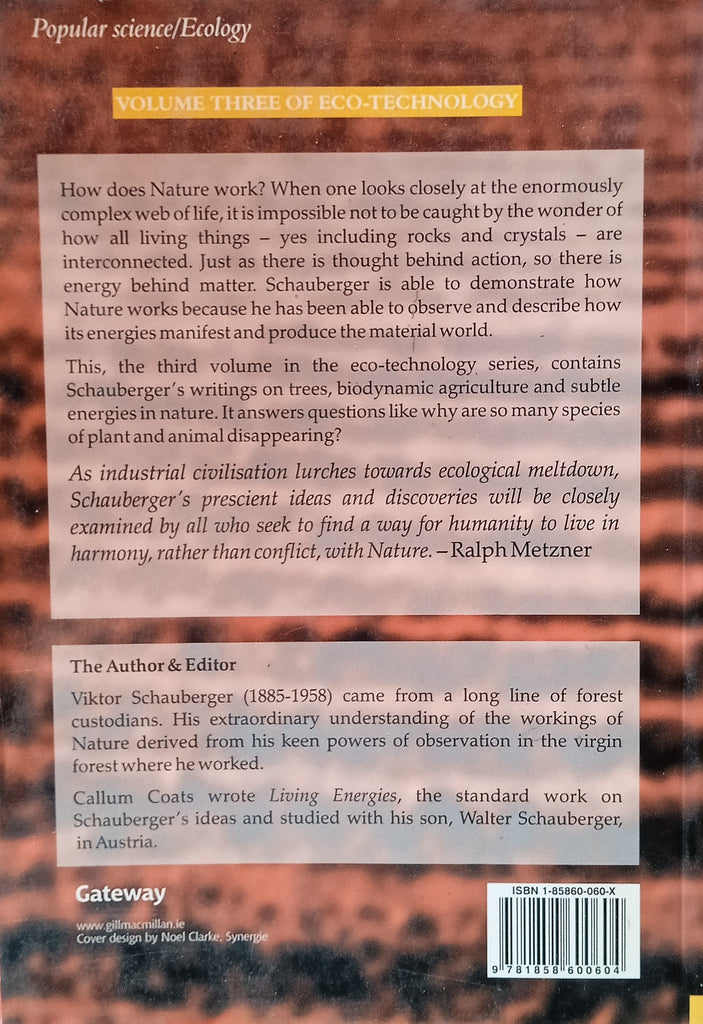 Popular science/Ecology
VOLUME THREE OF ECO-TECHNOLOGY
How does Nature work? When one looks closely at the enormously
complex web of life, it is impossible not to be caught by the wonder of
how all living things – yes including rocks and crystals – are
interconnected. Just as there is thought behind action, so there is
energy behind matter. Schauberger is able to demonstrate how
Nature works because he has been able to observe and describe how
its energies manifest and produce the material world.
This, the third volume in the eco-technology series, contains
Schauberger's writings on trees, biodynamic agriculture and subtle
energies in nature. It answers questions like why are so many species
of plant and animal disappearing?
As industrial civilisation lurches towards ecological meltdown,
Schauberger's prescient ideas and discoveries will be closely
examined by all who seek to find a way for humanity to live in
harmony, rather than conflict, with Nature. – Ralph Metzner
The Author & Editor
Viktor Schauberger (1885-1958) came from a long line of forest
custodians. His extraordinary understanding of the workings of
Nature derived from his keen powers of observation in the virgin
forest where he worked.
Callum Coats wrote Living Energies, the standard work on
Schauberger's ideas and studied with his son, Walter Schauberger,
in Austria.
Gateway
www.gillmacmillan.ie
Cover design by Noel Clarke, Synergie
ISBN 1-85860-060-X
9 781858 600604